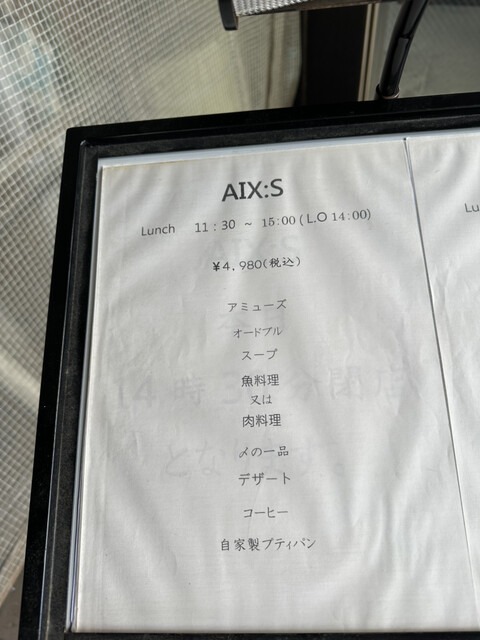 AIX:S
Lunch 11:30 ~ 15:00 (L.O 14:00)
¥4,980(税込)
アミューズ
オードブル
スープ
魚料理
又は
肉料理
〆の一品
デザート
コーヒー
自家製プティパン
Lu